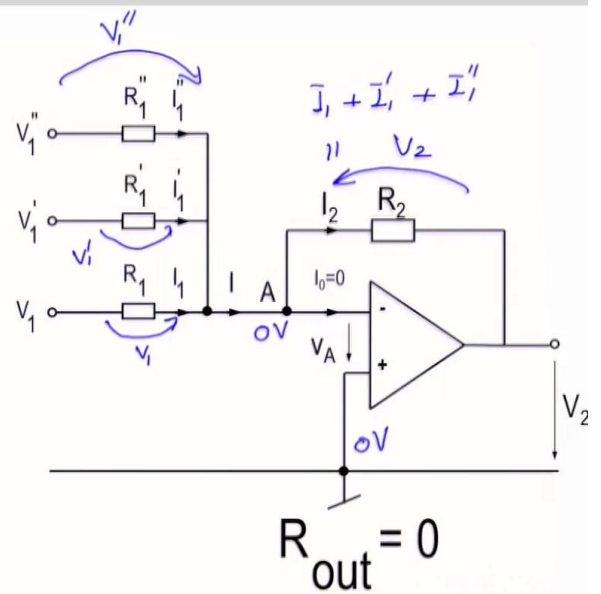 V₁''
R₁'' I₁'' I₁ + I₁' + I₁''
V₁'' = V₂
R₁' I₁' I₂ R₂
V₁'
V₁'
R₁ I₁ I A I₀=0 -
V₁ 0V V_A +
V₁ V₂
0V
R_out = 0